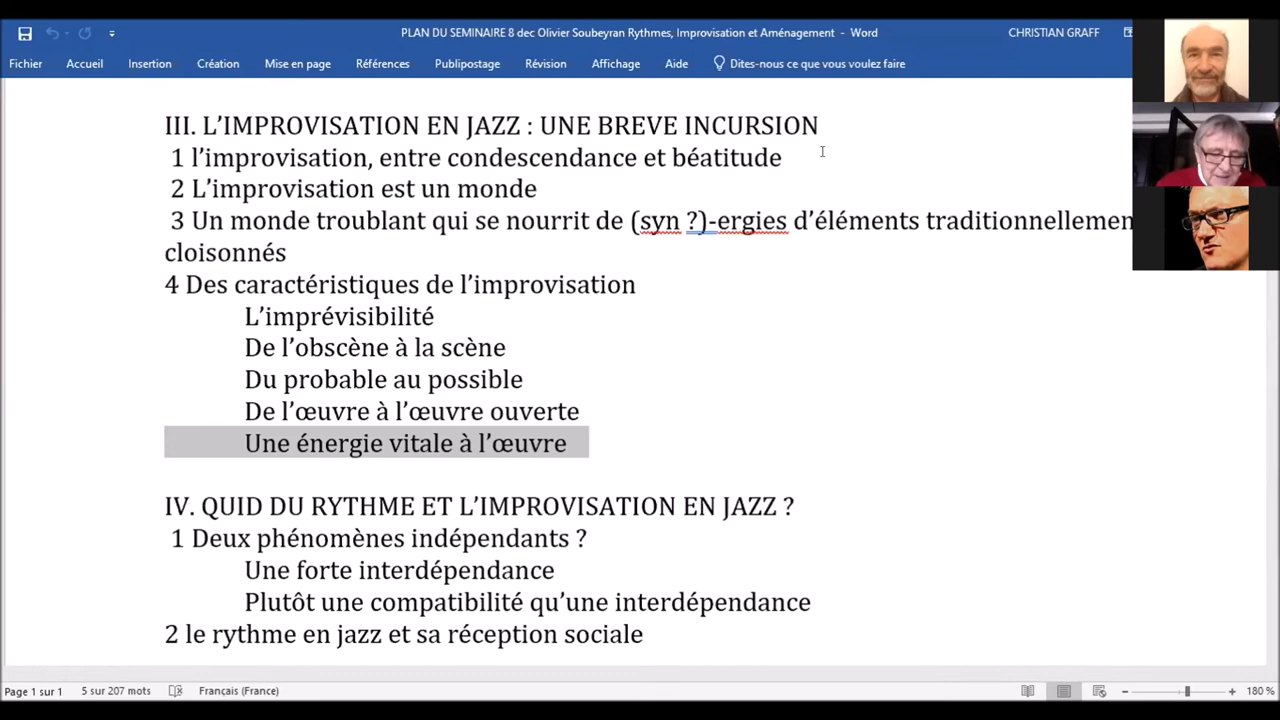 PLAN DU SEMINAIRE 8 dec Olivier Soubeyran Rythmes, Improvisation et Aménagement - Word
CHRISTIAN GRAFF
Fichier Accueil Insertion Création Mise en page Références Publipostage Révision Affichage Aide Dites-nous ce que vous voulez faire
III. L’IMPROVISATION EN JAZZ : UNE BREVE INCURSION
1 l’improvisation, entre condescendance et béatitude
2 L’improvisation est un monde
3 Un monde troublant qui se nourrit de (syn ?)-ergies d’éléments traditionnellemen
cloisonnés
4 Des caractéristiques de l’improvisation
L’imprévisibilité
De l’obscène à la scène
Du probable au possible
De l’œuvre à l’œuvre ouverte
Une énergie vitale à l’œuvre
IV. QUID DU RYTHME ET L’IMPROVISATION EN JAZZ ?
1 Deux phénomènes indépendants ?
Une forte interdépendance
Plutôt une compatibilité qu’une interdépendance
2 le rythme en jazz et sa réception sociale
Page 1 sur 1 5 sur 207 mots Français (France) 180 %